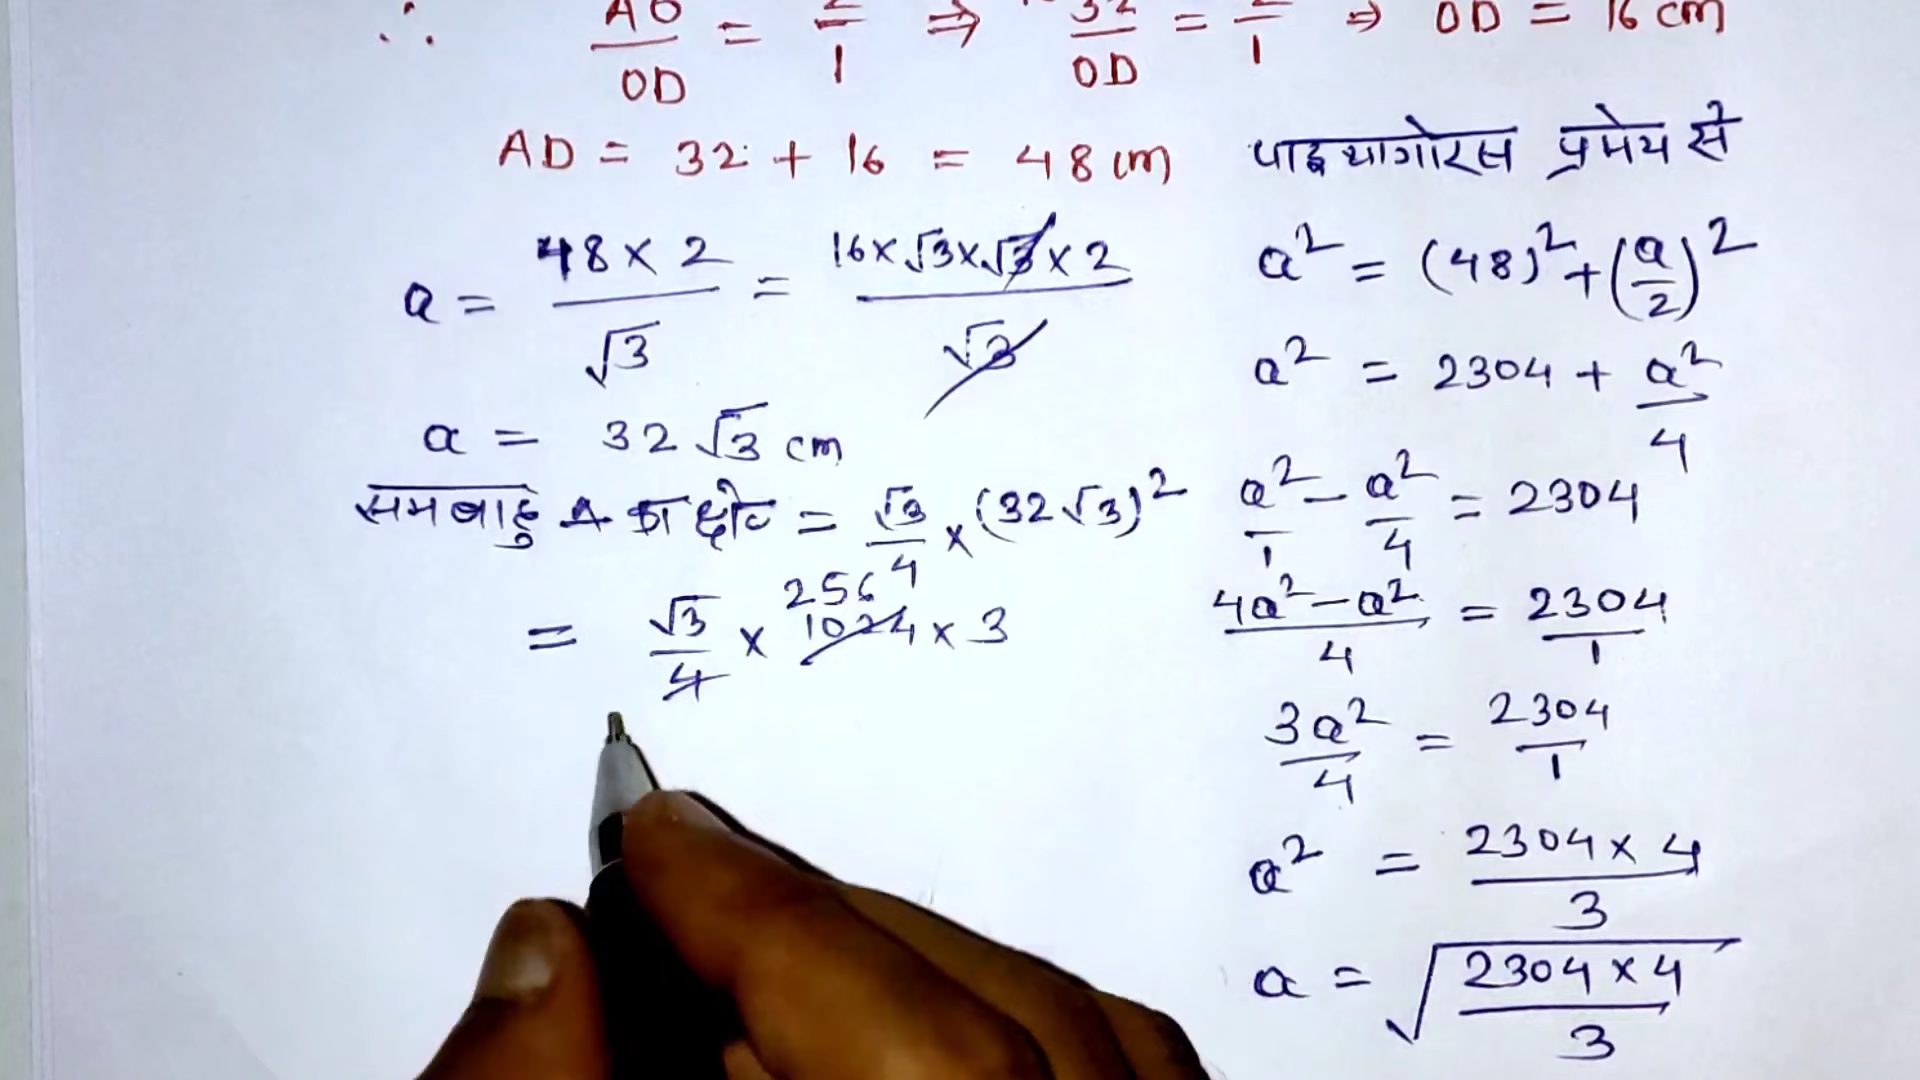 ∴ AO/OD = 2/1 ⇒ 32/OD = 2/1 ⇒ OD = 16 cm
AD = 32 + 16 = 48 cm
a = 48 × 2/√3 = 16 × √3 × √3 × 2/√3
a = 32√3 cm
समबाहु Δ का क्षे॰ = √3/4 × (32√3)²
= √3/4 × 1024 × 3
256
पाइथागोरस प्रमेय से
a² = (48)² + (a/2)²
a² = 2304 + a²/4
a²/1 - a²/4 = 2304
4a² - a²/4 = 2304/1
3a²/4 = 2304/1
a² = 2304 × 4/3
a = √(2304 × 4/3)